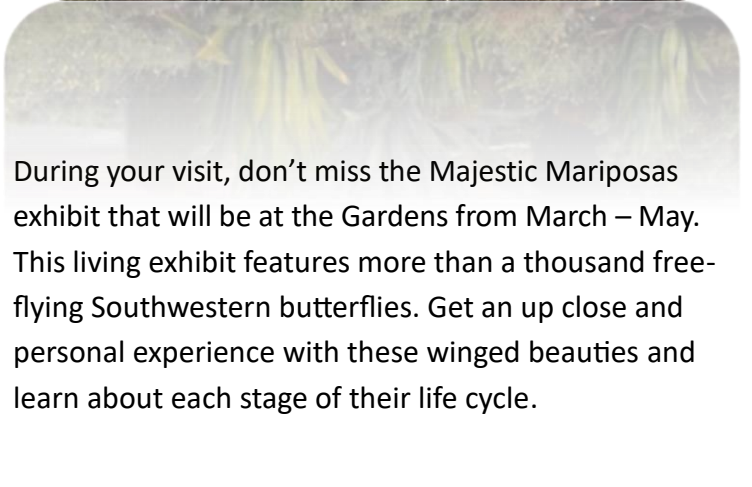 During your visit, don’t miss the Majestic Mariposas
exhibit that will be at the Gardens from March – May.
This living exhibit features more than a thousand free-
flying Southwestern butterflies. Get an up close and
personal experience with these winged beauties and
learn about each stage of their life cycle.